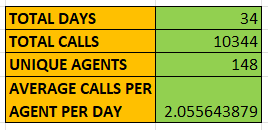 TOTAL DAYS 34
TOTAL CALLS 10344
UNIQUE AGENTS 148
AVERAGE CALLS PER
AGENT PER DAY 2.055643879